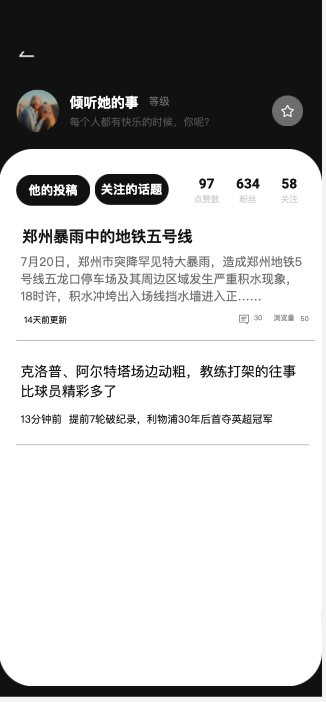 倾听她的事 等级
每个人都有快乐的时候，你呢？
他的投稿 关注的话题 97 634 58
点赞数 粉丝 关注
郑州暴雨中的地铁五号线
7月20日，郑州市突降罕见特大暴雨，造成郑州地铁5
号线五龙口停车场及其周边区域发生严重积水现象，
18时许，积水冲垮出入场线挡水墙进入正……
14天前更新 30 浏览量 50
克洛普、阿尔特塔场边动粗，教练打架的往事
比球员精彩多了
13分钟前 提前7轮破纪录，利物浦30年后首夺英超冠军